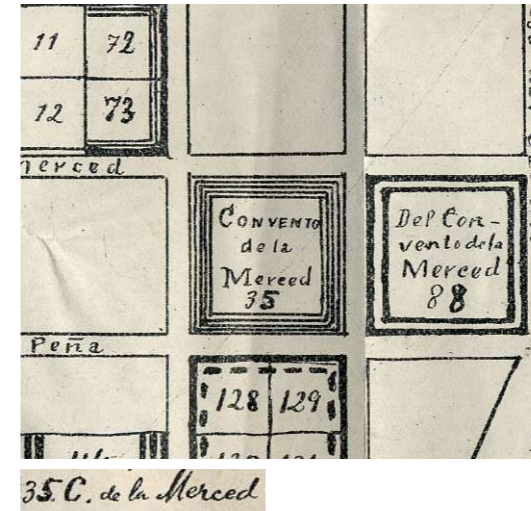 11 72
12 73
merced
CONVENTO
de la
Merced
35
Del Con-
vento de la
Merced
88
Peña
128 129
35. C. de la Merced